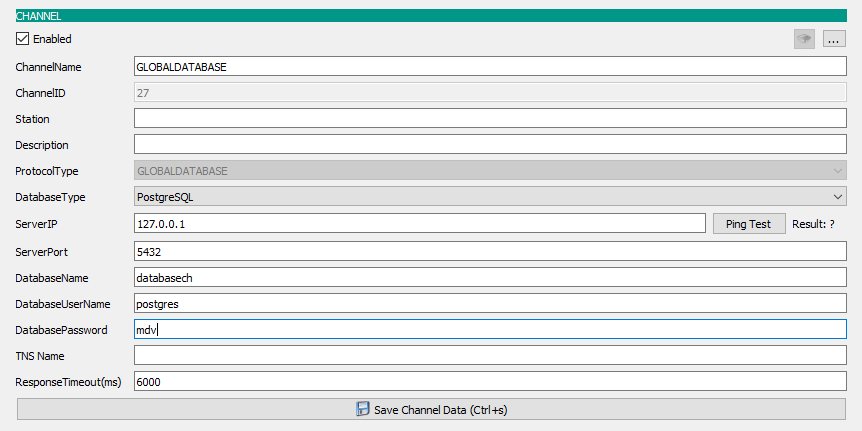 CHANNEL
Enabled
...
ChannelName GLOBALDATABASE
ChannelID 27
Station
Description
ProtocolType GLOBALDATABASE
DatabaseType PostgreSQL
ServerIP 127.0.0.1 Ping Test Result: ?
ServerPort 5432
DatabaseName databasech
DatabaseUserName postgres
DatabasePassword mdv
TNS Name
ResponseTimeout(ms) 6000
Save Channel Data (Ctrl+s)